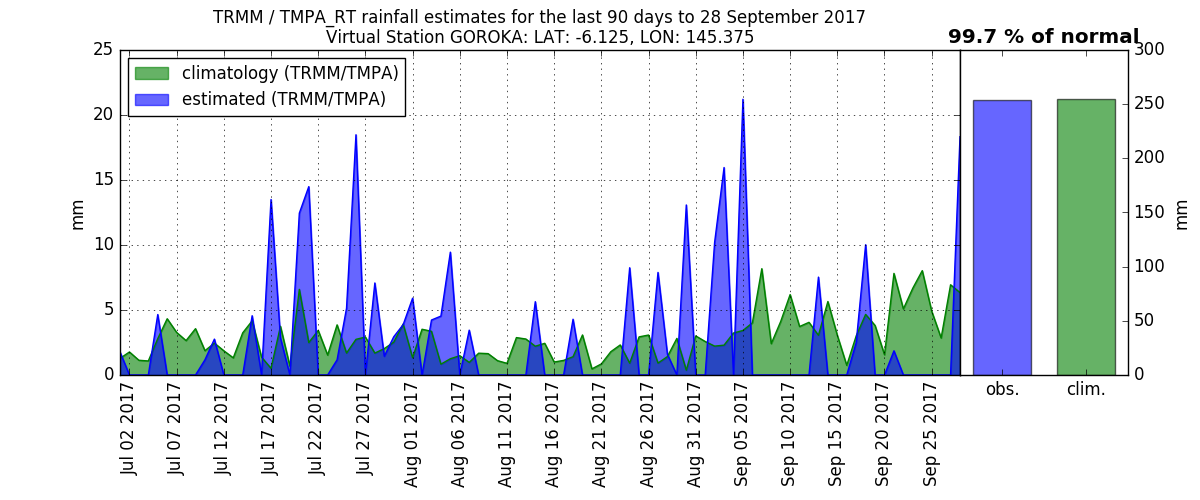 TRMM / TMPA_RT rainfall estimates for the last 90 days to 28 September 2017
Virtual Station GOROKA: LAT: -6.125, LON: 145.375
99.7 % of normal
climatology (TRMM/TMPA)
estimated (TRMM/TMPA)
25
20
15
10
5
0
mm
Jul 02 2017
Jul 07 2017
Jul 12 2017
Jul 17 2017
Jul 22 2017
Jul 27 2017
Aug 01 2017
Aug 06 2017
Aug 11 2017
Aug 16 2017
Aug 21 2017
Aug 26 2017
Aug 31 2017
Sep 05 2017
Sep 10 2017
Sep 15 2017
Sep 20 2017
Sep 25 2017
obs.
clim.
300
250
200
150
100
50
0
mm